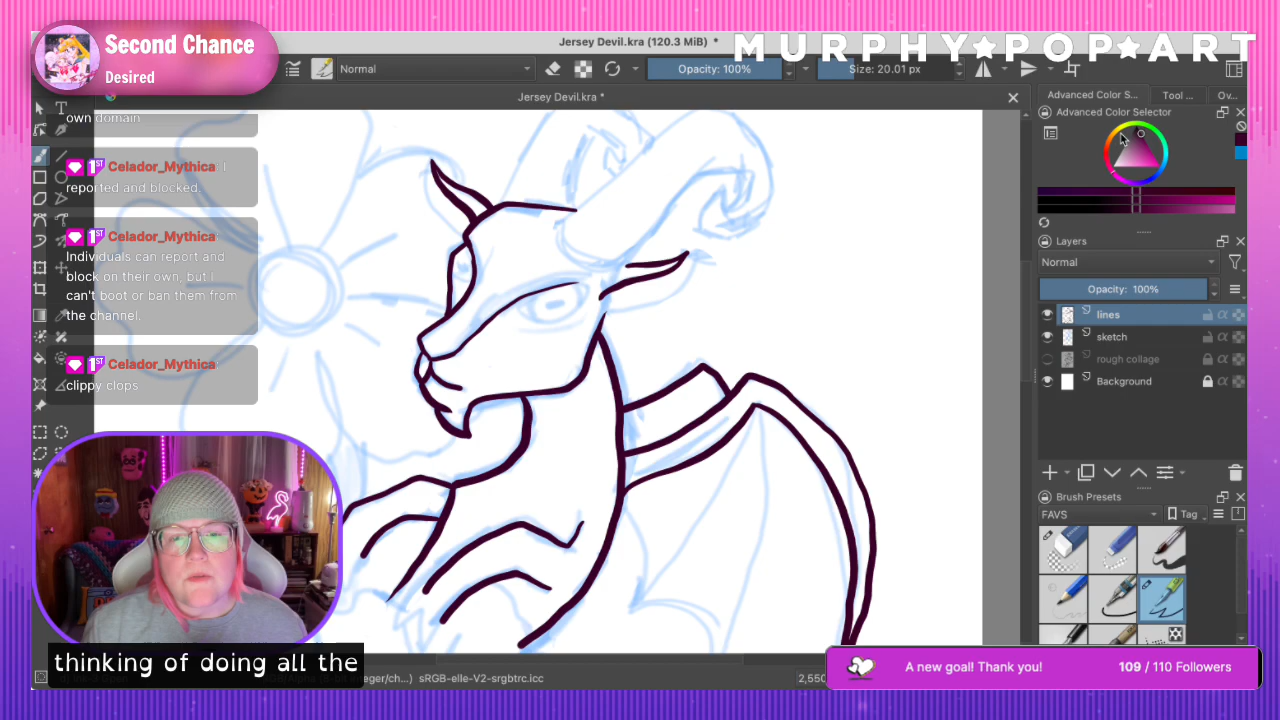 Second Chance
Desired
Jersey Devil.kra (120.3 MiB) *
MURPHY★POP★ART
Normal
Opacity: 100%
Size: 20.01 px
Jersey Devil.kra *
own domain
Celador_Mythica: I
reported and blocked.
Celador_Mythica:
Individuals can report and
block on their own, but I
can't boot or ban them from
the channel.
Celador_Mythica:
clippy clops
thinking of doing all the
Advanced Color S...
Tool ...
Ov...
Advanced Color Selector
Layers
Normal
Opacity: 100%
lines
sketch
rough collage
Background
Brush Presets
FAVS
Tag
sRGB-elle-V2-srgbtrc.icc
2,550
A new goal! Thank you!
109 / 110 Followers